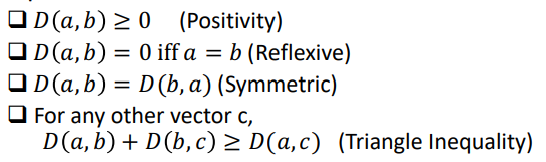 ❑ D(a, b) ≥ 0 (Positivity)
❑ D(a, b) = 0 iff a = b (Reflexive)
❑ D(a, b) = D(b, a) (Symmetric)
❑ For any other vector c,
D(a, b) + D(b, c) ≥ D(a, c) (Triangle Inequality)